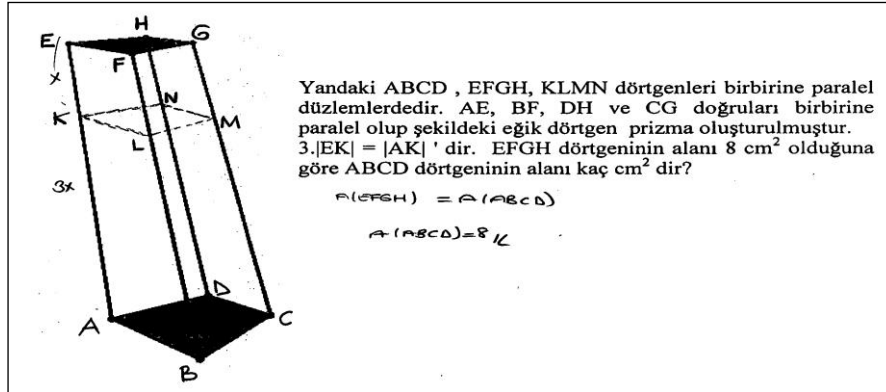 H
E
G
F
x
N
K
M
L
3x
D
A
C
B
Yandaki ABCD , EFGH, KLMN dörtgenleri birbirine paralel
düzlemlerdedir. AE, BF, DH ve CG doğruları birbirine
paralel olup şekildeki eğik dörtgen prizma oluşturulmuştur.
3.|EK| = |AK| ' dir. EFGH dörtgeninin alanı 8 cm² olduğuna
göre ABCD dörtgeninin alanı kaç cm² dir?
A(EFGH) = A(ABCD)
A(ABCD)=8